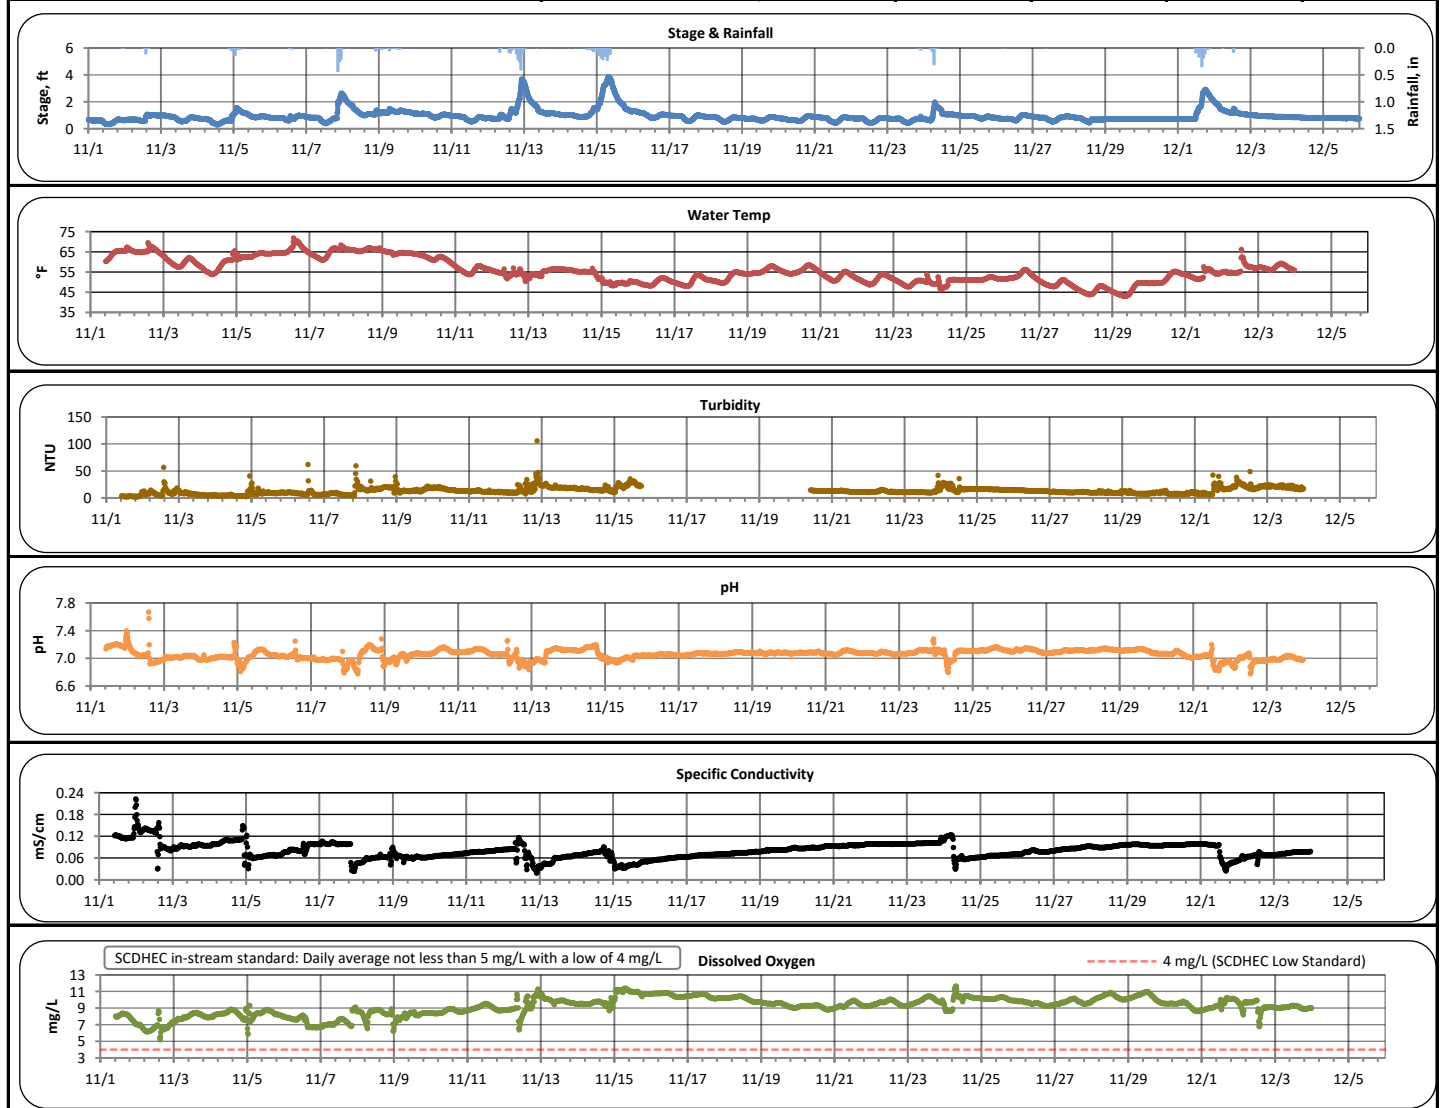 Stage & Rainfall
Stage, ft
6
4
2
0
0.0
0.5
1.0
1.5
Rainfall, in
11/1 11/3 11/5 11/7 11/9 11/11 11/13 11/15 11/17 11/19 11/21 11/23 11/25 11/27 11/29 12/1 12/3 12/5
Water Temp
°F
75
65
55
45
35
11/1 11/3 11/5 11/7 11/9 11/11 11/13 11/15 11/17 11/19 11/21 11/23 11/25 11/27 11/29 12/1 12/3 12/5
Turbidity
NTU
150
100
50
0
11/1 11/3 11/5 11/7 11/9 11/11 11/13 11/15 11/17 11/19 11/21 11/23 11/25 11/27 11/29 12/1 12/3 12/5
pH
pH
7.8
7.4
7.0
6.6
11/1 11/3 11/5 11/7 11/9 11/11 11/13 11/15 11/17 11/19 11/21 11/23 11/25 11/27 11/29 12/1 12/3 12/5
Specific Conductivity
mS/cm
0.24
0.18
0.12
0.06
0.00
11/1 11/3 11/5 11/7 11/9 11/11 11/13 11/15 11/17 11/19 11/21 11/23 11/25 11/27 11/29 12/1 12/3 12/5
SCDHEC in-stream standard: Daily average not less than 5 mg/L with a low of 4 mg/L
Dissolved Oxygen
4 mg/L (SCDHEC Low Standard)
mg/L
13
11
9
7
5
3
11/1 11/3 11/5 11/7 11/9 11/11 11/13 11/15 11/17 11/19 11/21 11/23 11/25 11/27 11/29 12/1 12/3 12/5